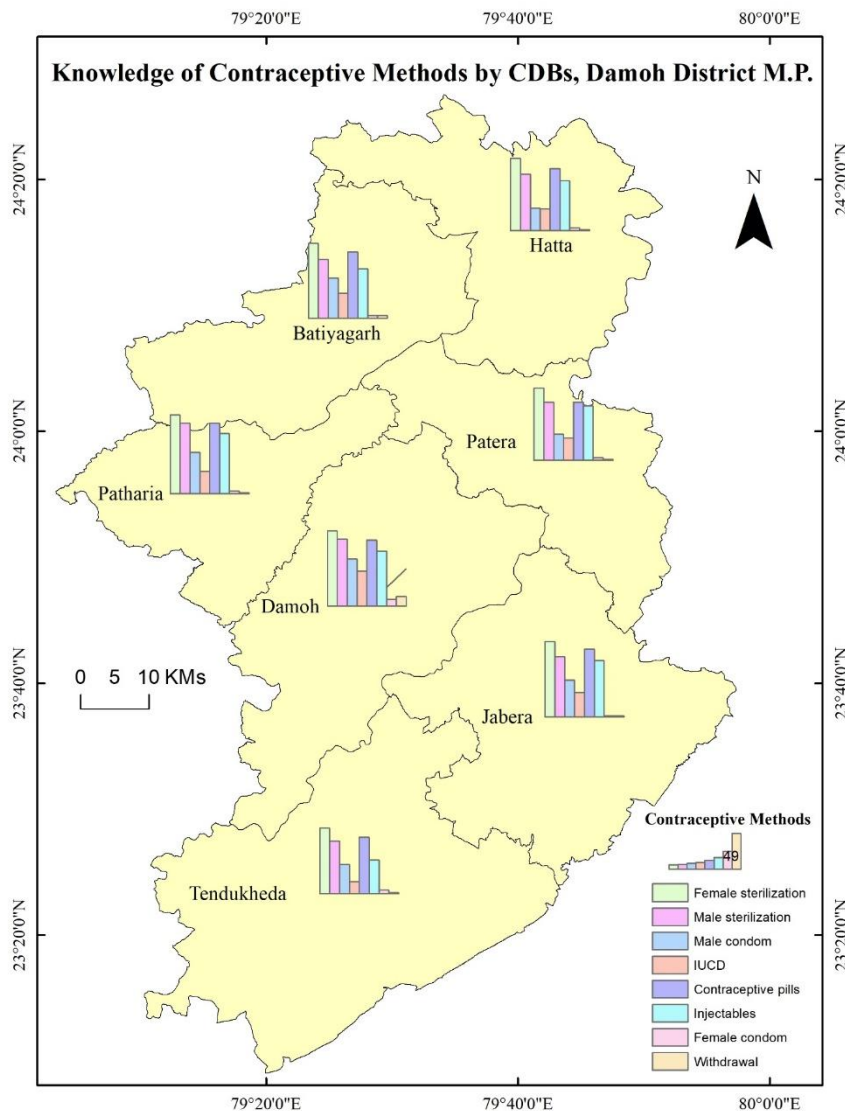 79°20'0"E 79°40'0"E 80°0'0"E
Knowledge of Contraceptive Methods by CDBs, Damoh District M.P.
24°20'0"N 24°20'0"N
N
Hatta
Batiyagarh
24°0'0"N 24°0'0"N
Patera
Patharia
Damoh
0 5 10 KMs
23°40'0"N 23°40'0"N
Jabera
Contraceptive Methods
49
Tendukheda
Female sterilization
Male sterilization
Male condom
23°20'0"N 23°20'0"N
IUCD
Contraceptive pills
Injectables
Female condom
Withdrawal
79°20'0"E 79°40'0"E 80°0'0"E